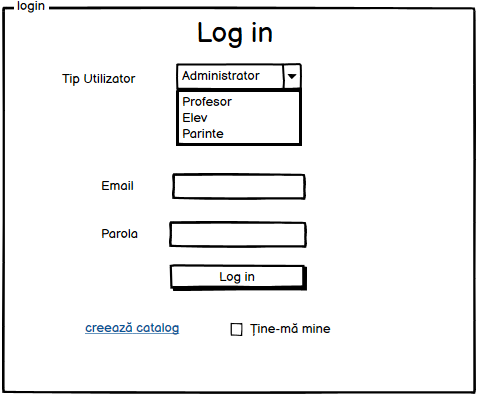 login
Log in
Tip Utilizator
Administrator
Profesor
Elev
Parinte
Email
Parola
Log in
creează catalog
Ține-mă mine